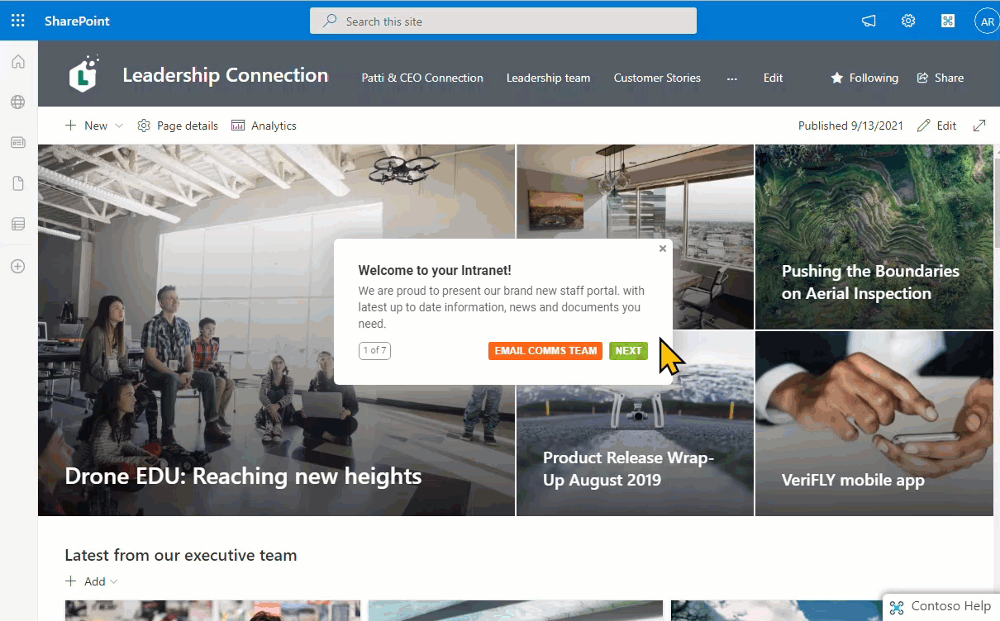 SharePoint
Search this site
AR
L
Leadership Connection
Patti & CEO Connection
Leadership team
Customer Stories
...
Edit
Following
Share
New
Page details
Analytics
Published 9/13/2021
Edit
Welcome to your Intranet!
We are proud to present our brand new staff portal. with
latest up to date information, news and documents you
need.
1 of 7
EMAIL COMMS TEAM
NEXT
Pushing the Boundaries
on Aerial Inspection
Drone EDU: Reaching new heights
Product Release Wrap-
Up August 2019
VeriFLY mobile app
Latest from our executive team
Add
Contoso Help